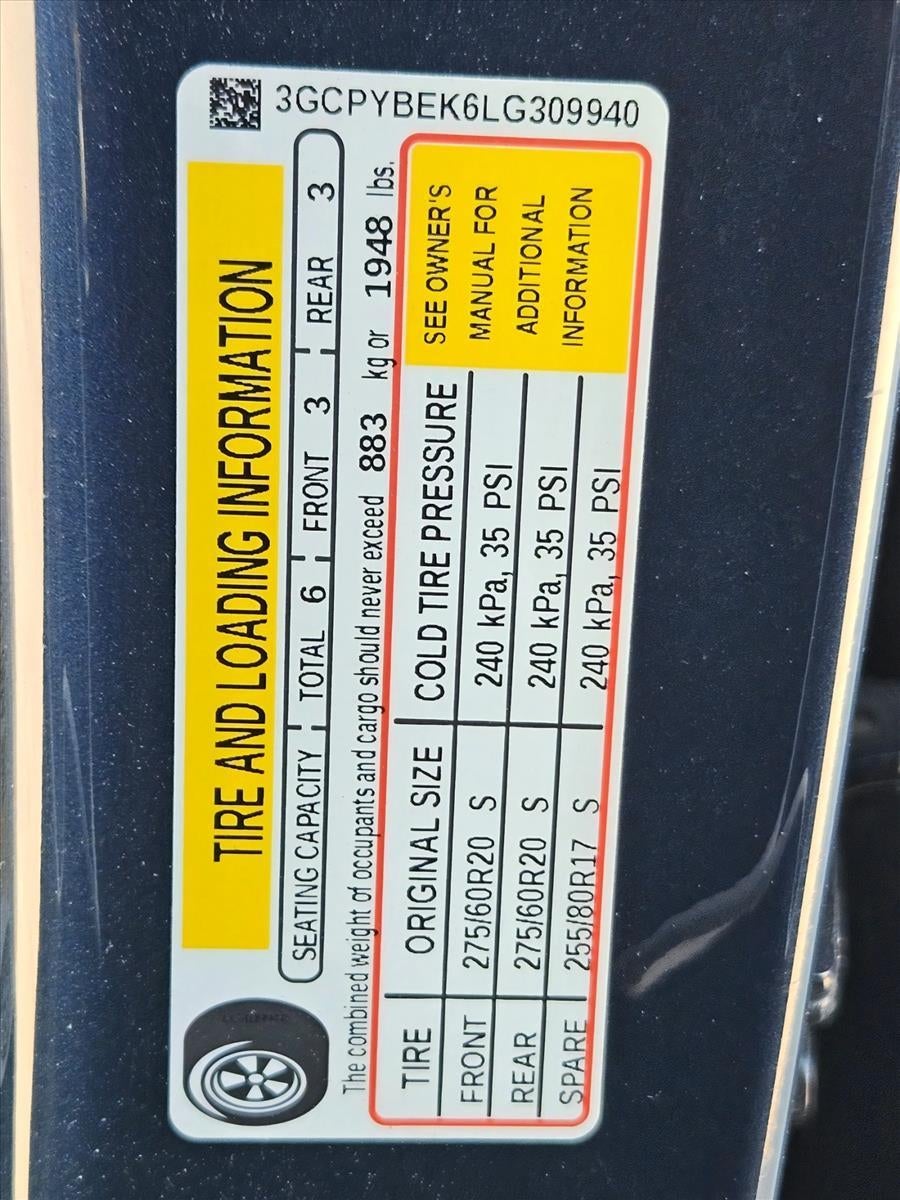 3GCPYBEK6LG309940
TIRE AND LOADING INFORMATION
SEATING CAPACITY TOTAL 6 FRONT 3 REAR 3
The combined weight of occupants and cargo should never exceed 883 kg or 1948 lbs.
TIRE ORIGINAL SIZE COLD TIRE PRESSURE
FRONT 275/60R20 S 240 kPa, 35 PSI
REAR 275/60R20 S 240 kPa, 35 PSI
SPARE 255/80R17 S 240 kPa, 35 PSI
SEE OWNER'S
MANUAL FOR
ADDITIONAL
INFORMATION